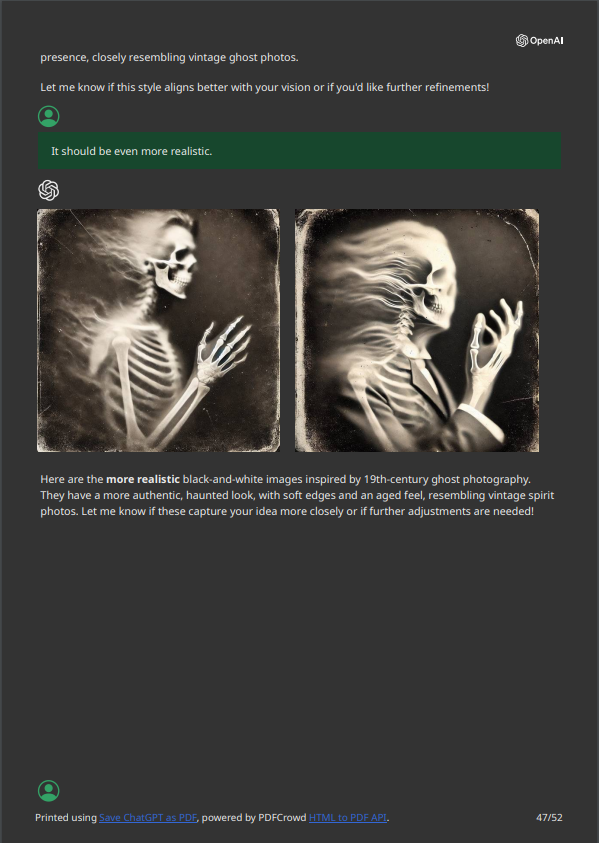 OpenAI
presence, closely resembling vintage ghost photos.
Let me know if this style aligns better with your vision or if you'd like further refinements!
It should be even more realistic.
Here are the more realistic black-and-white images inspired by 19th-century ghost photography.
They have a more authentic, haunted look, with soft edges and an aged feel, resembling vintage spirit
photos. Let me know if these capture your idea more closely or if further adjustments are needed!
Printed using Save ChatGPT as PDF, powered by PDFCrowd HTML to PDF API. 47/52